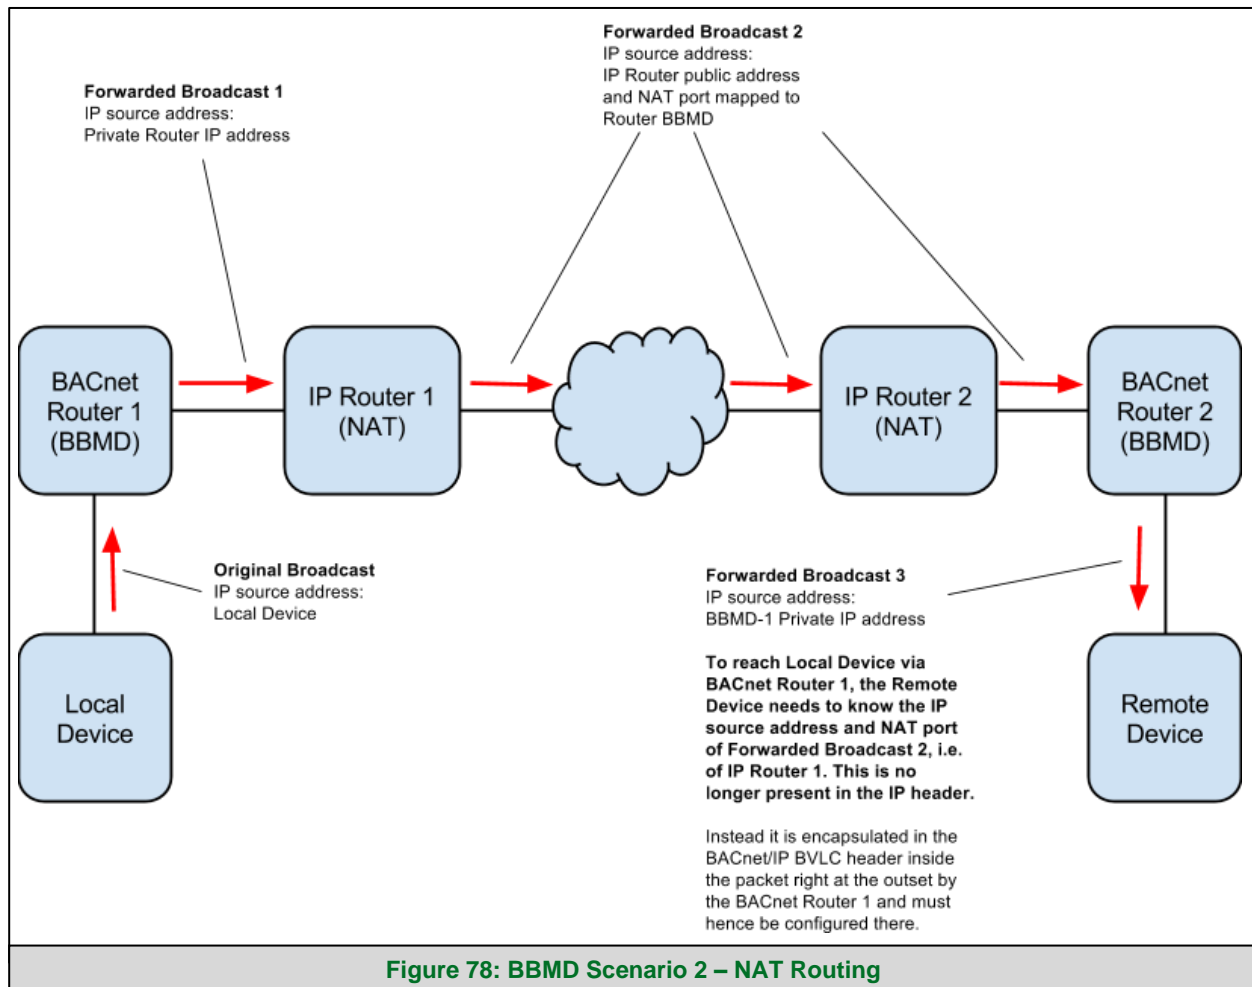 Forwarded Broadcast 1
IP source address:
Private Router IP address
Forwarded Broadcast 2
IP source address:
IP Router public address
and NAT port mapped to
Router BBMD
BACnet
Router 1
(BBMD)
IP Router 1
(NAT)
IP Router 2
(NAT)
BACnet
Router 2
(BBMD)
Original Broadcast
IP source address:
Local Device
Local
Device
Forwarded Broadcast 3
IP source address:
BBMD-1 Private IP address
To reach Local Device via
BACnet Router 1, the Remote
Device needs to know the IP
source address and NAT port
of Forwarded Broadcast 2, i.e.
of IP Router 1. This is no
longer present in the IP header.
Instead it is encapsulated in the
BACnet/IP BVLC header inside
the packet right at the outset by
the BACnet Router 1 and must
hence be configured there.
Remote
Device
Figure 78: BBMD Scenario 2 – NAT Routing